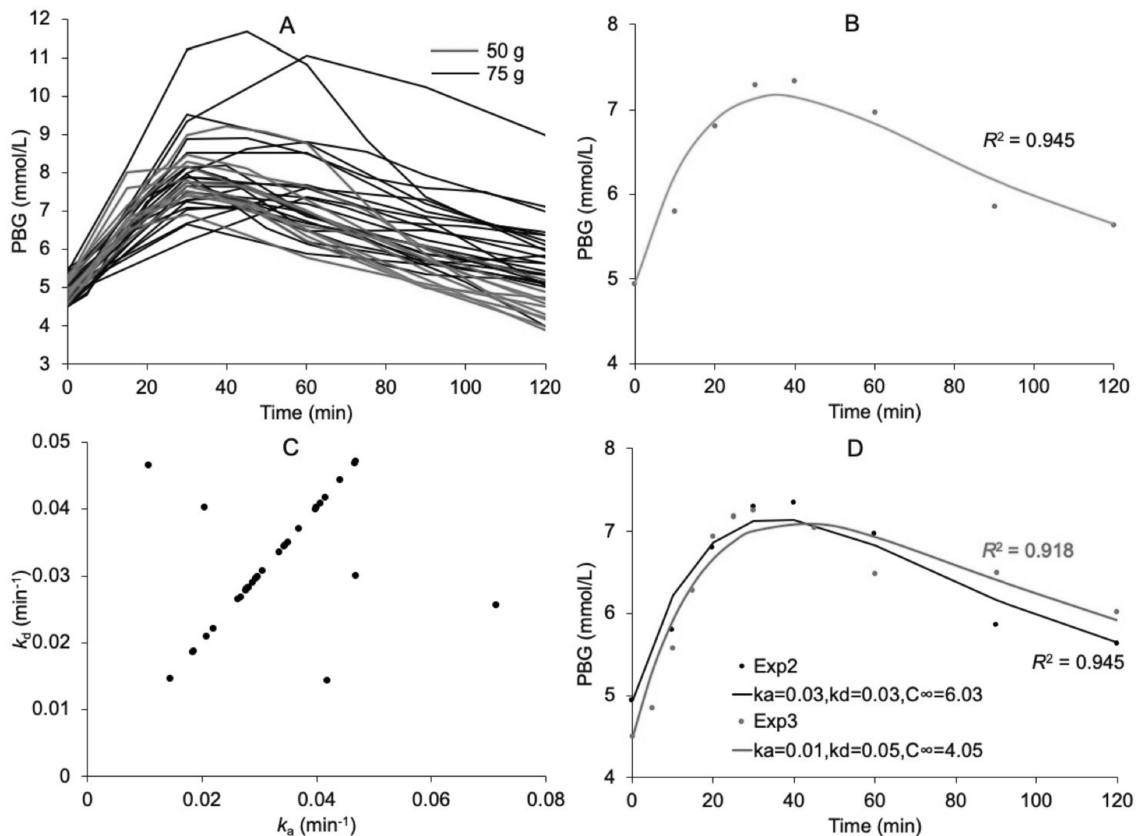 A
50 g
75 g
PBG (mmol/L)
12
11
10
9
8
7
6
5
4
3
0 20 40 60 80 100 120
Time (min)
B
R² = 0.945
PBG (mmol/L)
8
7
6
5
4
0 20 40 60 80 100 120
Time (min)
C
kd (min⁻¹)
0.05
0.04
0.03
0.02
0.01
0
0 0.02 0.04 0.06 0.08
ka (min⁻¹)
D
R² = 0.918
R² = 0.945
Exp2
ka=0.03,kd=0.03,C∞=6.03
Exp3
ka=0.01,kd=0.05,C∞=4.05
PBG (mmol/L)
8
7
6
5
4
0 20 40 60 80 100 120
Time (min)